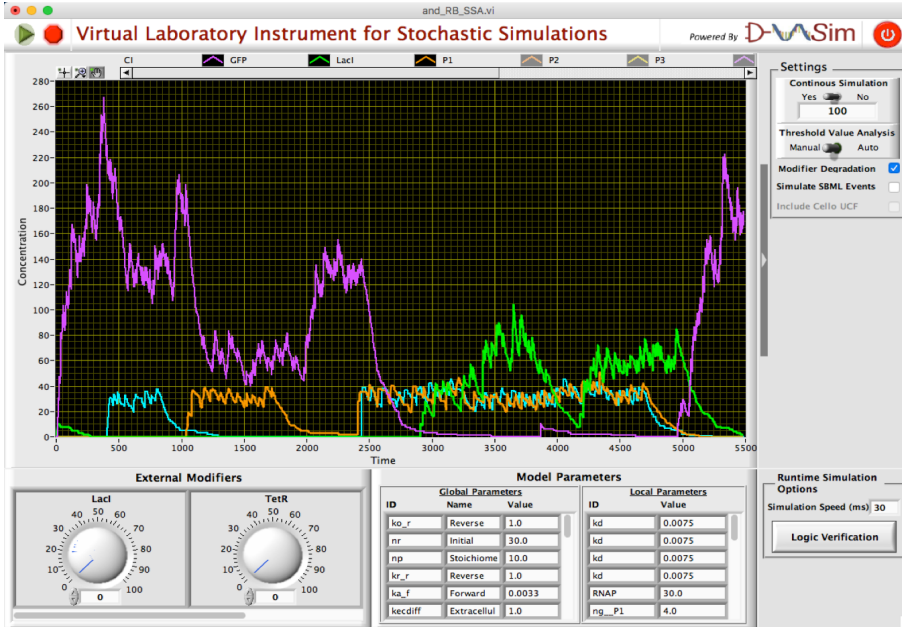 and_RB_SSA.vi
Virtual Laboratory Instrument for Stochastic Simulations
Powered By D-VASim
CI GFP LacI P1 P2 P3
280
260
240
220
200
180
160
140
120
100
80
60
40
20
0
Concentration
0 500 1000 1500 2000 2500 3000 3500 4000 4500 5000 5500
Time
Settings
Continous Simulation
Yes No
100
Threshold Value Analysis
Manual Auto
Modifier Degradation
Simulate SBML Events
Include Cello UCF
External Modifiers
LacI
0 10 20 30 40 50 60 70 80 90 100
0
TetR
0 10 20 30 40 50 60 70 80 90 100
0
Model Parameters
Global Parameters
ID Name Value
ko_r Reverse 1.0
nr Initial 30.0
np Stoichiome 10.0
kr_r Reverse 1.0
ka_f Forward 0.0033
kecdiff Extracellul 1.0
Local Parameters
ID Value
kd 0.0075
kd 0.0075
kd 0.0075
kd 0.0075
RNAP 30.0
ng__P1 4.0
Runtime Simulation
Options
Simulation Speed (ms) 30
Logic Verification